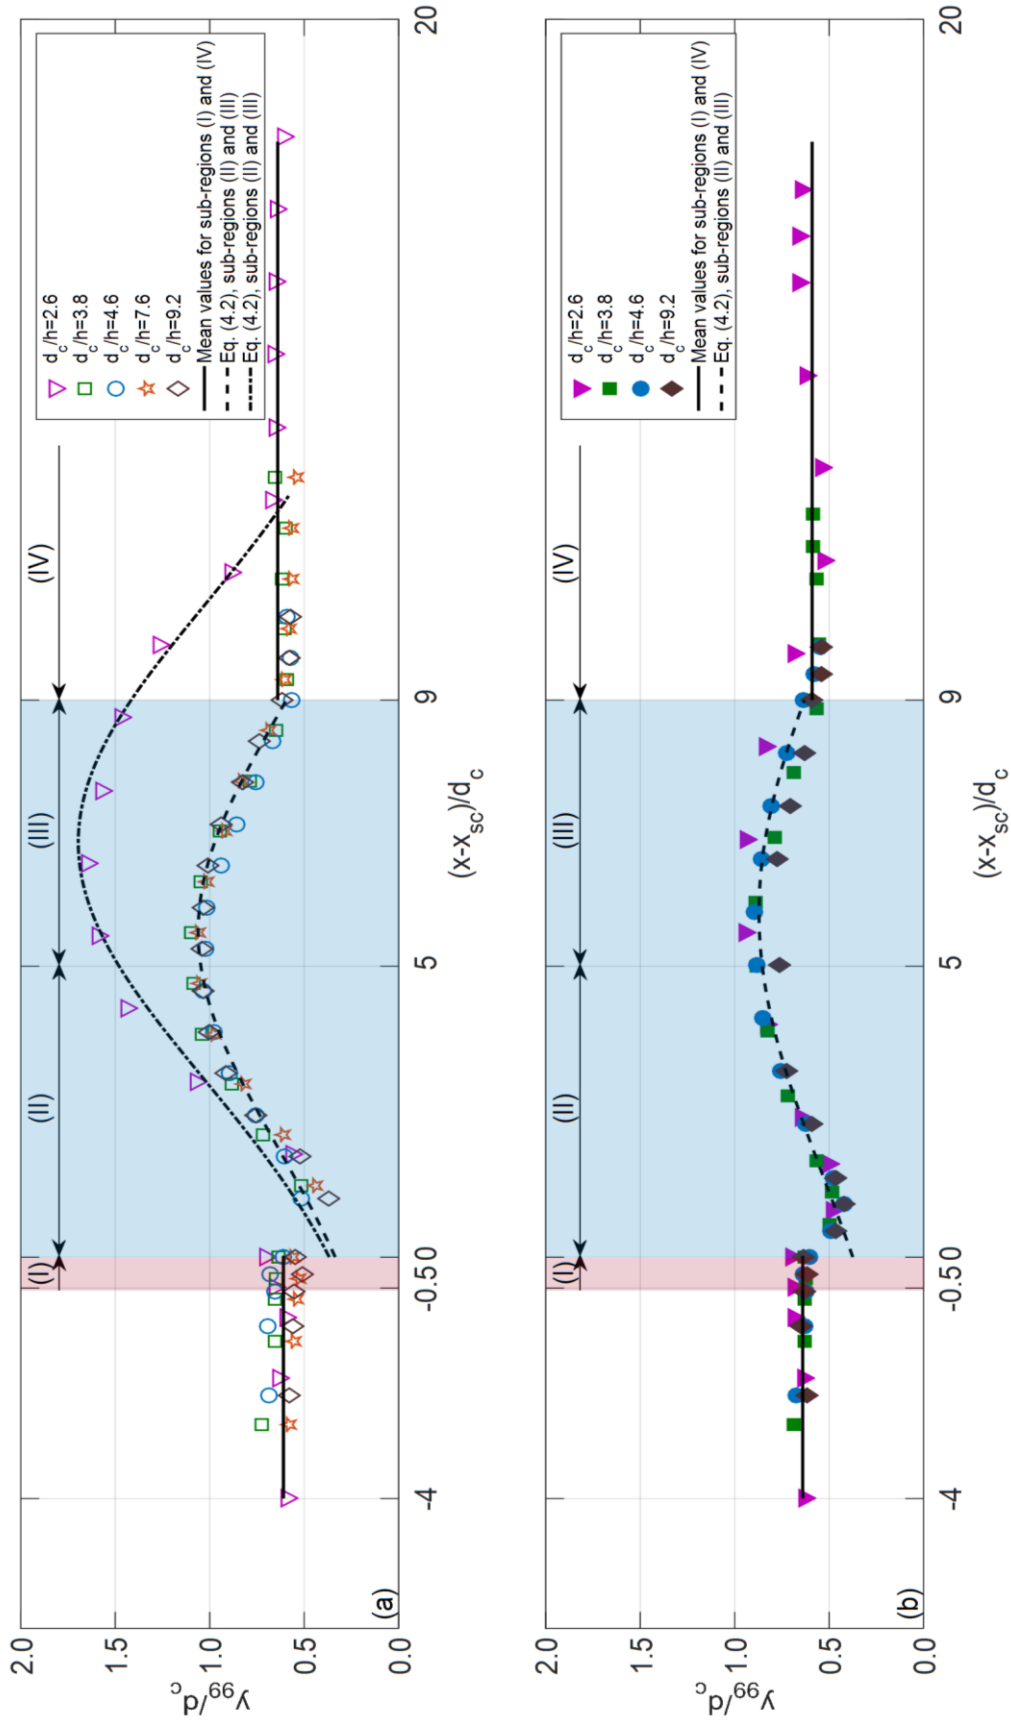 2.0
1.5
1.0
0.5
0.0
y99/dc
(I)
(II)
(III)
(IV)
dc/h=2.6
dc/h=3.8
dc/h=4.6
dc/h=7.6
dc/h=9.2
Mean values for sub-regions (I) and (IV)
Eq. (4.2), sub-regions (II) and (III)
Eq. (4.2), sub-regions (II) and (III)
(a)
-4
-0.50
5
9
20
(x-xsc)/dc
2.0
1.5
1.0
0.5
0.0
y99/dc
(I)
(II)
(III)
(IV)
dc/h=2.6
dc/h=3.8
dc/h=4.6
dc/h=9.2
Mean values for sub-regions (I) and (IV)
Eq. (4.2), sub-regions (II) and (III)
(b)
-4
-0.50
5
9
20
(x-xsc)/dc